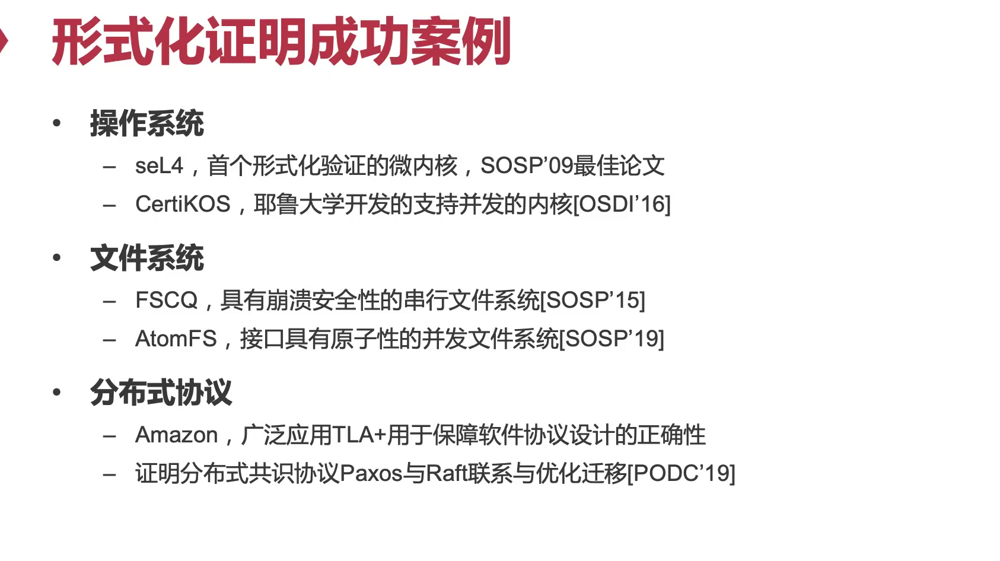 形式化证明成功案例
• 操作系统
– seL4，首个形式化验证的微内核，SOSP’09最佳论文
– CertiKOS，耶鲁大学开发的支持并发的内核[OSDI’16]
• 文件系统
– FSCQ，具有崩溃安全性的串行文件系统[SOSP’15]
– AtomFS，接口具有原子性的并发文件系统[SOSP’19]
• 分布式协议
– Amazon，广泛应用TLA+用于保障软件协议设计的正确性
– 证明分布式共识协议Paxos与Raft联系与优化迁移[PODC’19]